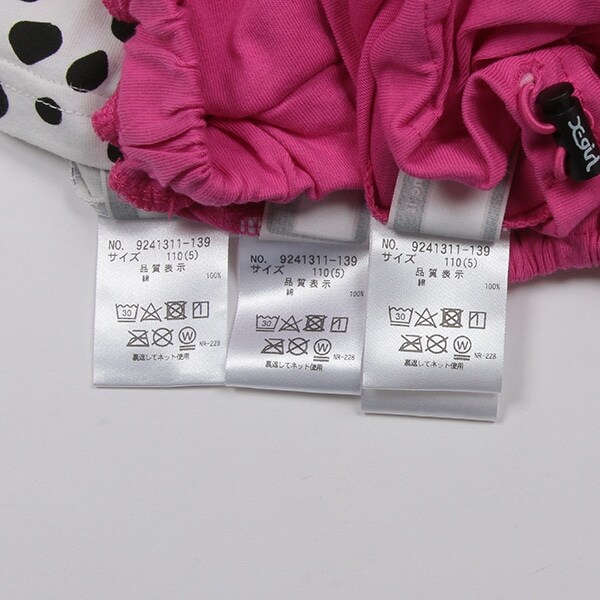 X-girl
NO. 9241311-139
サイズ 110(5)
品質表示
綿 100%
30
W
NR-228
裏返してネット使用
NO. 9241311-139
サイズ 110(5)
品質表示
綿 100%
30
W
NR-228
裏返してネット使用
NO. 9241311-139
サイズ 110(5)
品質表示
綿 100%
30
W
NR-228
裏返してネット使用